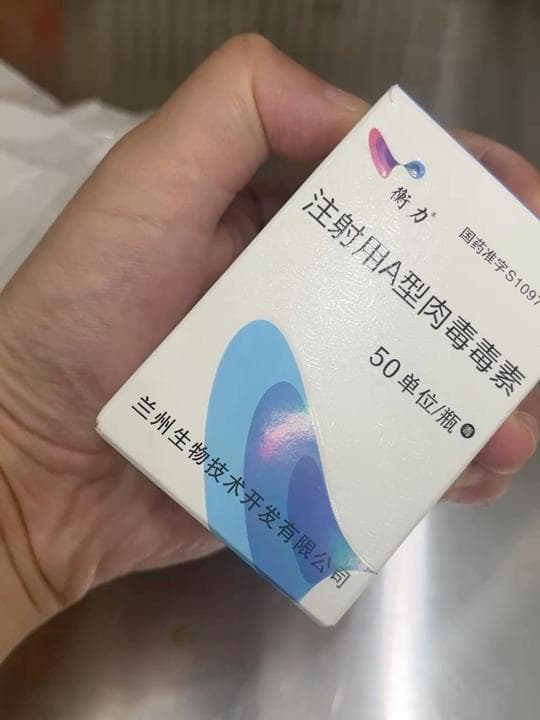 衡力®
国药准字S1097
注射用A型肉毒毒素
50单位/瓶 毒
兰州生物技术开发有限公司